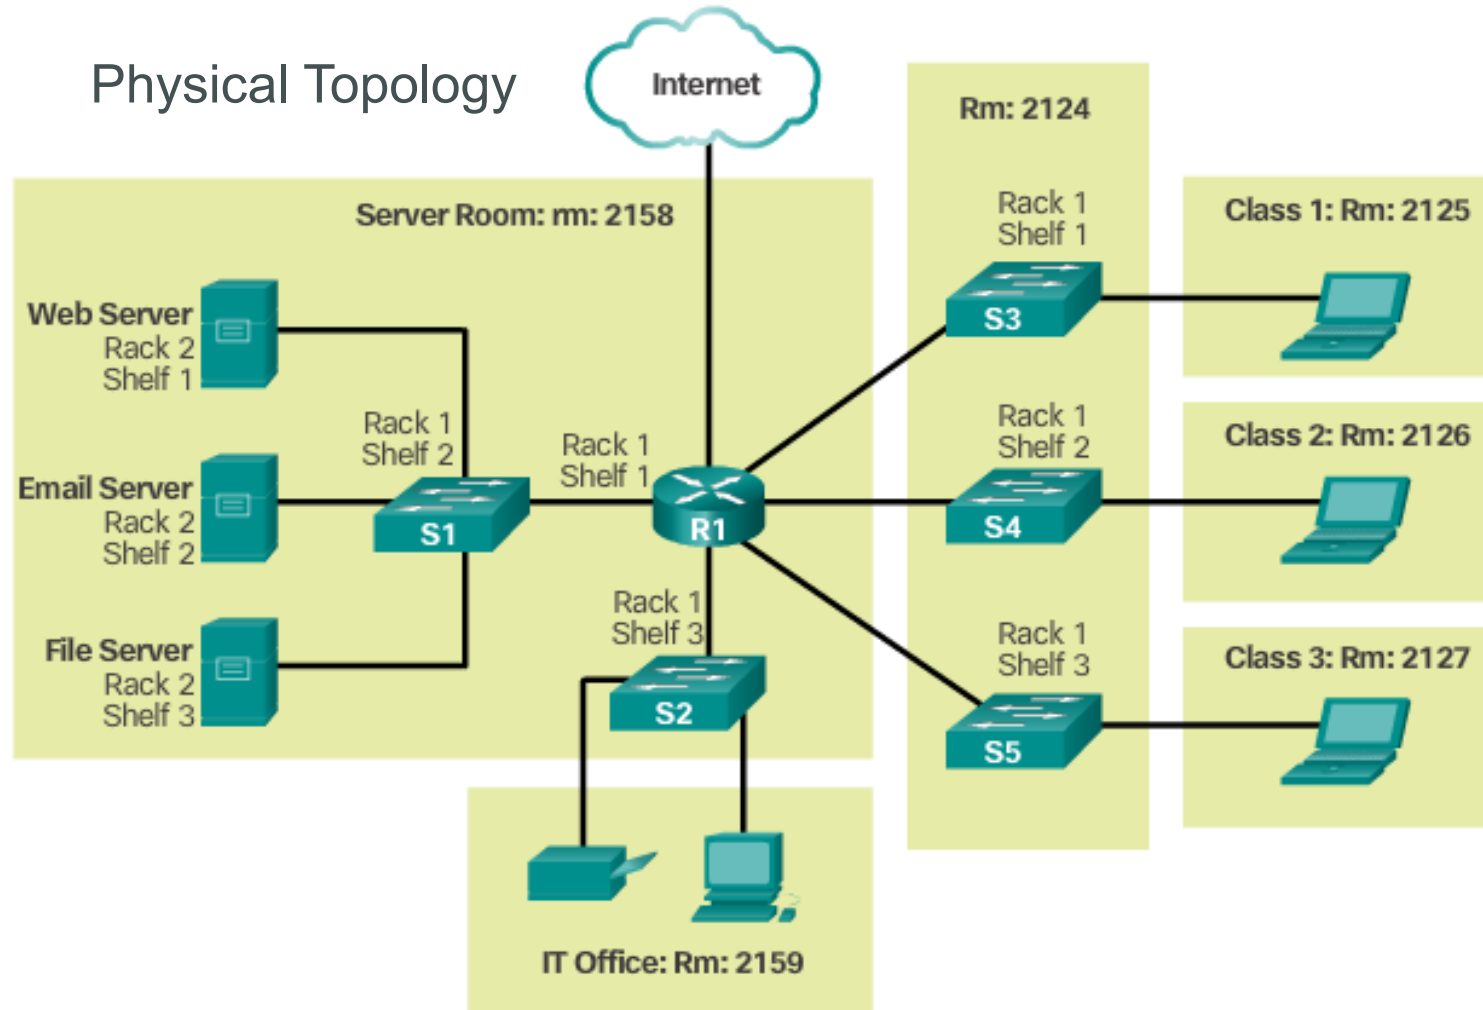 Physical Topology
Internet
Rm: 2124
Server Room: rm: 2158
Rack 1
Shelf 1
S3
Class 1: Rm: 2125
Web Server
Rack 2
Shelf 1
Rack 1
Shelf 2
S1
Rack 1
Shelf 1
R1
Rack 1
Shelf 2
S4
Class 2: Rm: 2126
Email Server
Rack 2
Shelf 2
Rack 1
Shelf 3
S2
Rack 1
Shelf 3
S5
Class 3: Rm: 2127
File Server
Rack 2
Shelf 3
IT Office: Rm: 2159